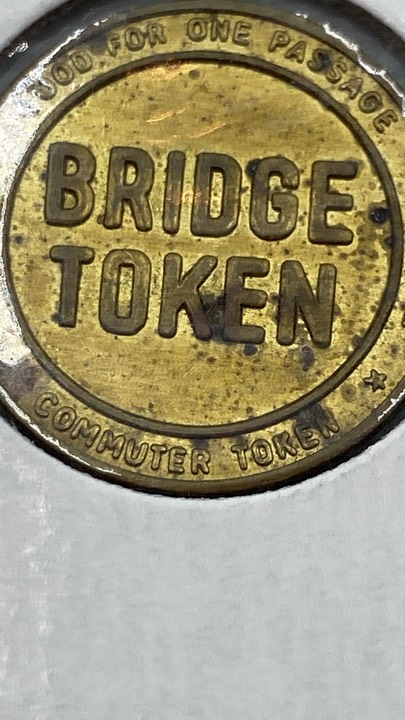 OOD FOR ONE PASSAGE
BRIDGE
TOKEN
COMMUTER TOKEN